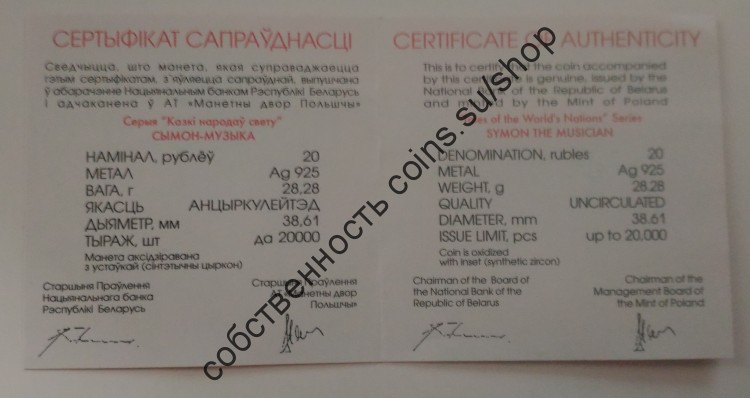 СЕРТЫФІКАТ САПРАЎДНАСЦІ
Сведчыцца, што манета, якая суправаджаецца
гэтым сертыфікатам, з'яўляецца сапраўднай, выпушчана
ў абарачэнне Нацыянальным банкам Рэспублікі Беларусь
і адчаканена ў АТ «Манетны двор Польшчы»
Серыя "Казкі народаў свету"
СЫМОН-МУЗЫКА
НАМІНАЛ, рублёў 20
МЕТАЛ Ag 925
ВАГА, г 28,28
ЯКАСЦЬ АНЦЫРКУЛЕЙТЭД
ДЫЯМЕТР, мм 38,61
ТЫРАЖ, шт да 20000
Манета аксідзіравана
з устаўкай (сінтэтычны цыркон)
Старшыня Праўлення
Нацыянальнага банка
Рэспублікі Беларусь
Старшыня Праўлення
АТ «Манетны двор
Польшчы»
CERTIFICATE OF AUTHENTICITY
This is to certify that the coin accompanied
by this certificate is genuine, issued by the
National Bank of the Republic of Belarus
and minted by the Mint of Poland
of the World's Nations" Series
SYMON THE MUSICIAN
DENOMINATION, rubles 20
METAL Ag 925
WEIGHT, g 28.28
QUALITY UNCIRCULATED
DIAMETER, mm 38.61
ISSUE LIMIT, pcs up to 20,000
Coin is oxidized
with inset (synthetic zircon)
Chairman of the Board of
the National Bank of the
Republic of Belarus
Chairman of the
Management Board of
the Mint of Poland
собственность coins.su/shop